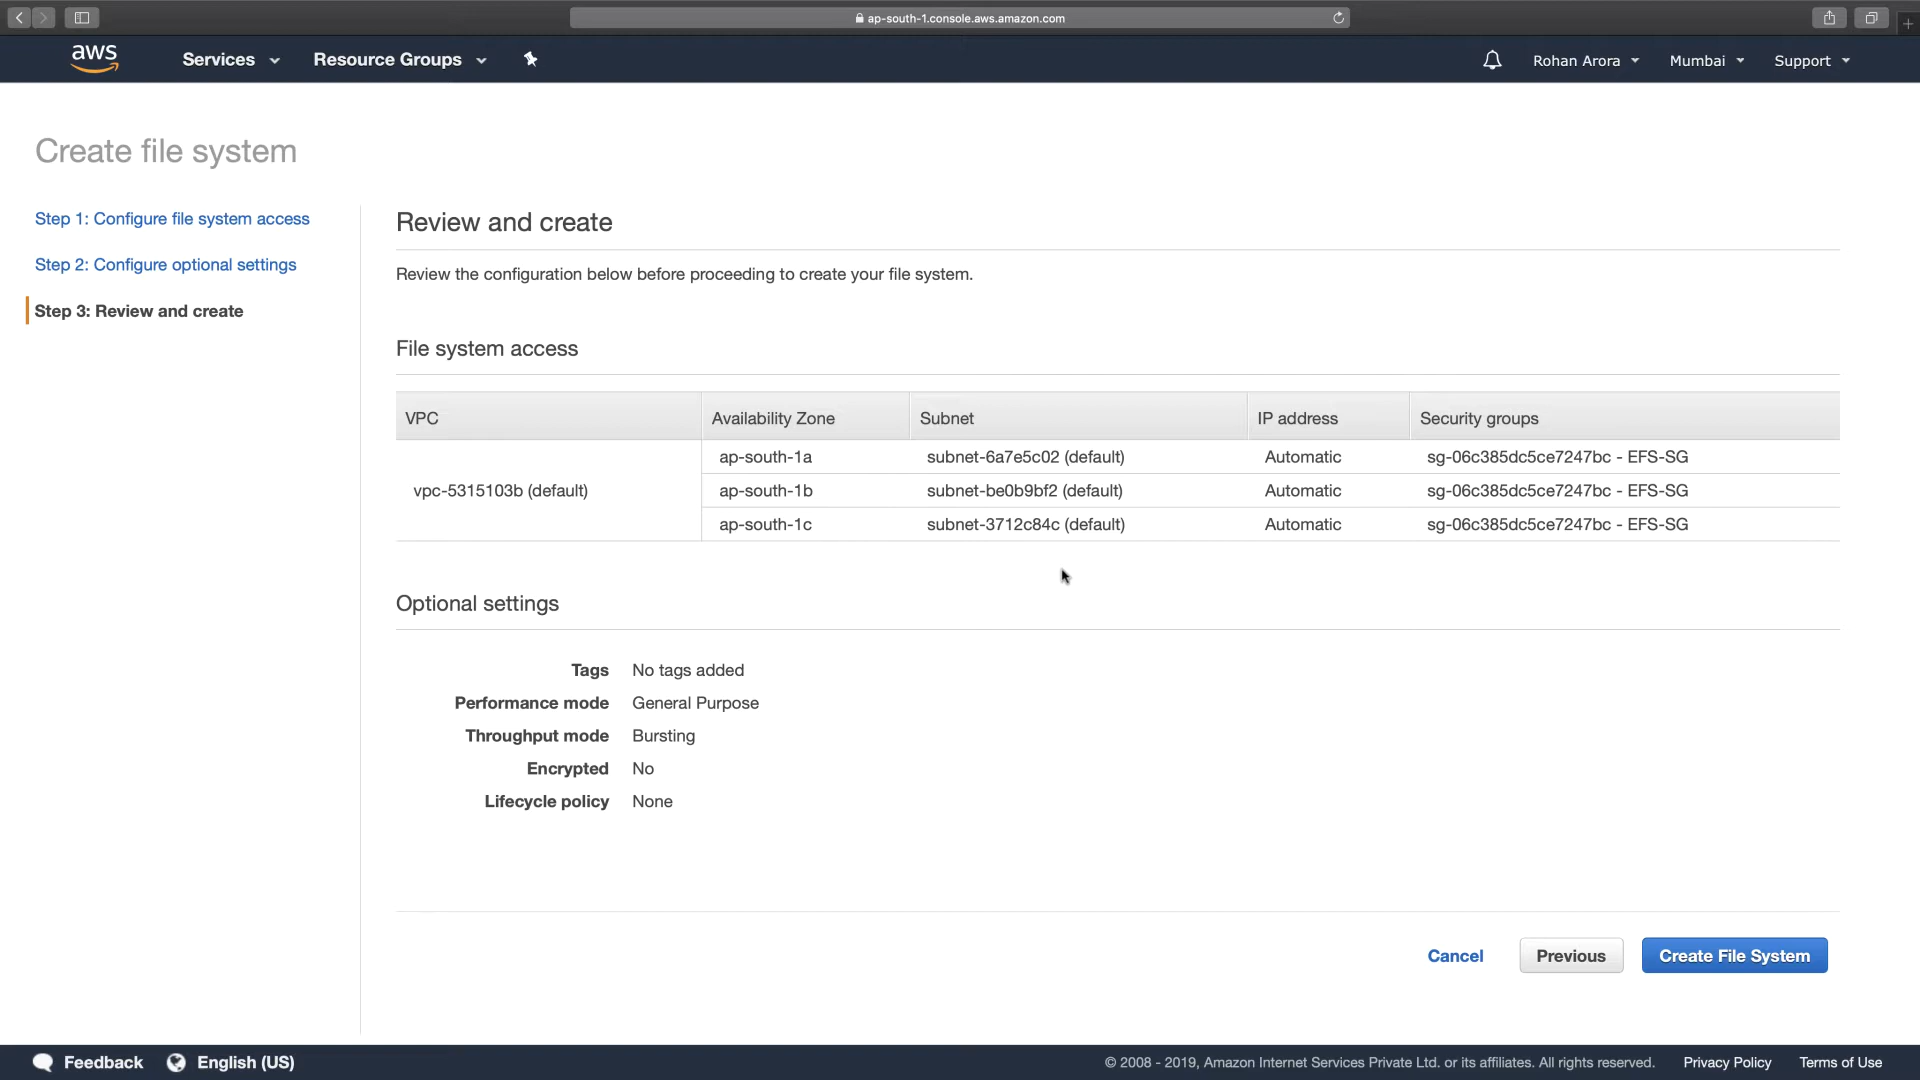 ap-south-1.console.aws.amazon.com
aws
Services
Resource Groups
Rohan Arora
Mumbai
Support
Create file system
Step 1: Configure file system access
Step 2: Configure optional settings
Step 3: Review and create
Review and create
Review the configuration below before proceeding to create your file system.
File system access
VPC Availability Zone Subnet IP address Security groups
ap-south-1a subnet-6a7e5c02 (default) Automatic sg-06c385dc5ce7247bc - EFS-SG
vpc-5315103b (default) ap-south-1b subnet-be0b9bf2 (default) Automatic sg-06c385dc5ce7247bc - EFS-SG
ap-south-1c subnet-3712c84c (default) Automatic sg-06c385dc5ce7247bc - EFS-SG
Optional settings
Tags No tags added
Performance mode General Purpose
Throughput mode Bursting
Encrypted No
Lifecycle policy None
Cancel Previous Create File System
Feedback English (US) © 2008 - 2019, Amazon Internet Services Private Ltd. or its affiliates. All rights reserved. Privacy Policy Terms of Use